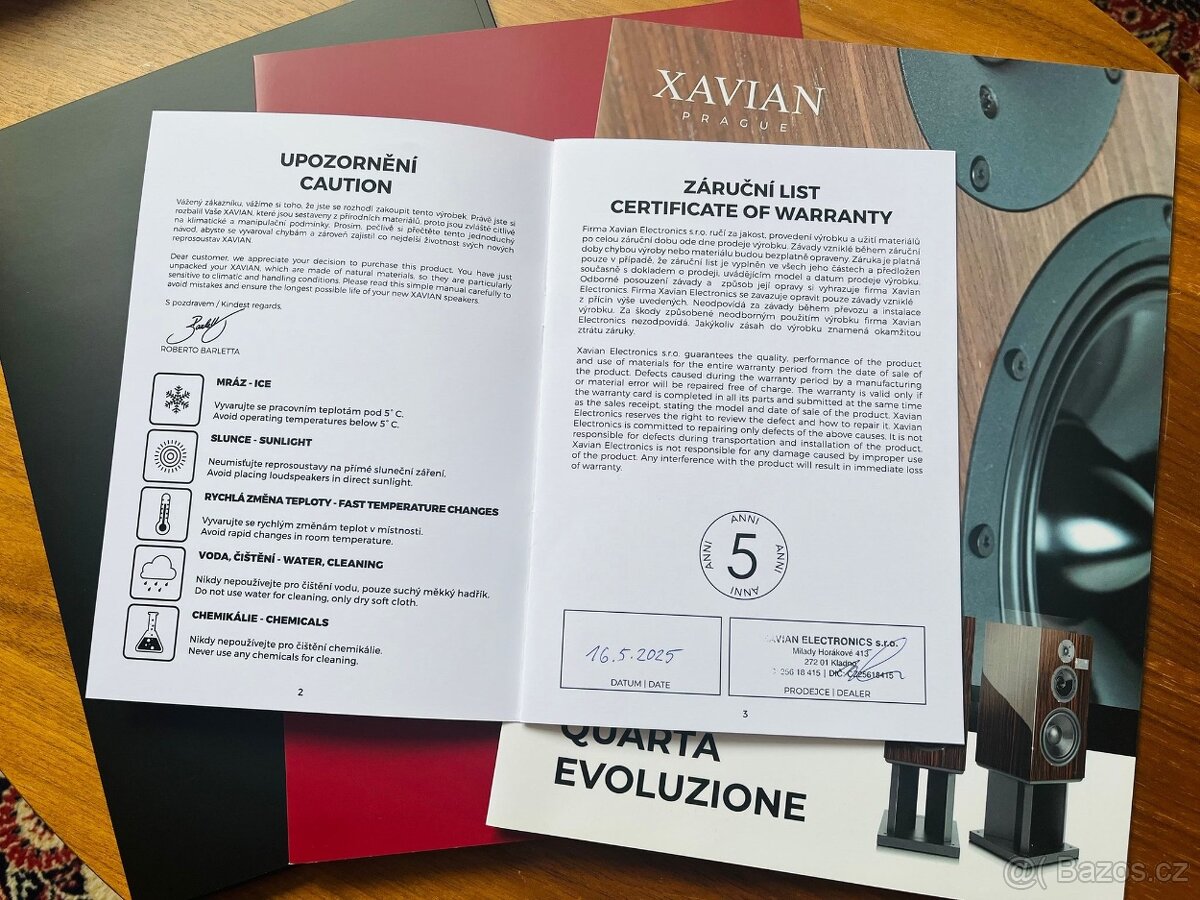 XAVIAN
PRAGUE
UPOZORNĚNÍ
CAUTION
Vážený zákazníku, vážíme si toho, že jste se rozhodl zakoupit tento výrobek. Právě jste si
rozbalil Vaše XAVIAN, které jsou sestaveny z přírodních materiálů, proto jsou zvláště citlivé
na klimatické a manipulační podmínky. Prosím, pečlivě si přečtěte tento jednoduchý
návod, abyste se vyvaroval chybám a zároveň zajistil co nejdelší životnost svých nových
reprosoustav XAVIAN.
Dear customer, we appreciate your decision to purchase this product. You have just
unpacked your XAVIAN, which are made of natural materials, so they are particularly
sensitive to climatic and handling conditions. Please read this simple manual carefully to
avoid mistakes and ensure the longest possible life of your new XAVIAN speakers.
S pozdravem / Kindest regards,
Barletta
ROBERTO BARLETTA
MRÁZ - ICE
Vyvarujte se pracovním teplotám pod 5° C.
Avoid operating temperatures below 5° C.
SLUNCE - SUNLIGHT
Neumisťujte reprosoustavy na přímé sluneční záření.
Avoid placing loudspeakers in direct sunlight.
RYCHLÁ ZMĚNA TEPLOTY - FAST TEMPERATURE CHANGES
Vyvarujte se rychlým změnám teplot v místnosti.
Avoid rapid changes in room temperature.
VODA, ČIŠTĚNÍ - WATER, CLEANING
Nikdy nepoužívejte pro čištění vodu, pouze suchý měkký hadřík.
Do not use water for cleaning, only dry soft cloth.
CHEMIKÁLIE - CHEMICALS
Nikdy nepoužívejte pro čištění chemikálie.
Never use any chemicals for cleaning.
2
ZÁRUČNÍ LIST
CERTIFICATE OF WARRANTY
Firma Xavian Electronics s.r.o. ručí za jakost, provedení výrobku a užití materiálů
po celou záruční dobu ode dne prodeje výrobku. Závady vzniklé během záruční
doby chybou výroby nebo materiálu budou bezplatně opraveny. Záruka je platná
pouze v případě, že záruční list je vyplněn ve všech jeho částech a předložen
současně s dokladem o prodeji, uvádějícím model a datum prodeje výrobku.
Odborné posouzení závady a způsob její opravy si vyhrazuje firma Xavian
Electronics. Firma Xavian Electronics se zavazuje opravit pouze závady vzniklé
z příčin výše uvedených. Neodpovídá za závady během převozu a instalace
výrobku. Za škody způsobené neodborným použitím výrobku firma Xavian
Electronics nezodpovídá. Jakýkoliv zásah do výrobku znamená okamžitou
ztrátu záruky.
Xavian Electronics s.r.o. guarantees the quality, performance of the product
and use of materials for the entire warranty period from the date of sale of
the product. Defects caused during the warranty period by a manufacturing
or material error will be repaired free of charge. The warranty is valid only if
the warranty card is completed in all its parts and submitted at the same time
as the sales receipt, stating the model and date of sale of the product. Xavian
Electronics reserves the right to review the defect and how to repair it. Xavian
Electronics is committed to repairing only defects of the above causes. It is not
responsible for defects during transportation and installation of the product.
Xavian Electronics is not responsible for any damage caused by improper use
of the product. Any interference with the product will result in immediate loss
of warranty.
ANNI
ANNI 5 ANNI
ANNI
16.5.2025
DATUM | DATE
XAVIAN ELECTRONICS s.r.o.
Milady Horákové 413
272 01 Kladno
256 18 415 | DIČ: CZ25618415
PRODEJCE | DEALER
3
QUARTA
EVOLUZIONE
Bazos.cz